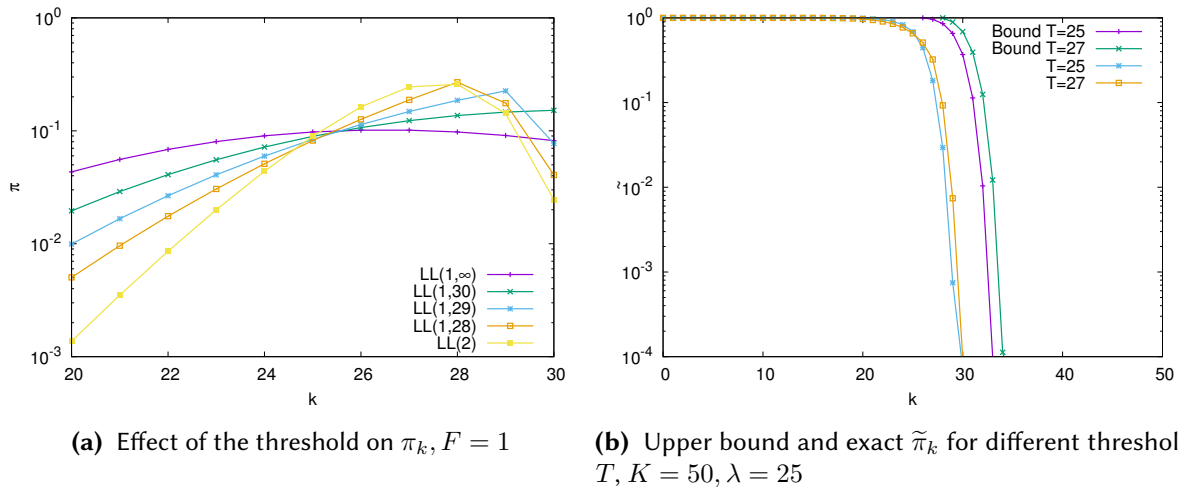 10^0
10^-1
10^-2
10^-3
π
20 22 24 26 28 30
k
LL(1,∞)
LL(1,30)
LL(1,29)
LL(1,28)
LL(2)
(a) Effect of the threshold on π_k, F = 1
10^0
10^-1
10^-2
10^-3
10^-4
~
0 10 20 30 40 50
k
Bound T=25
Bound T=27
T=25
T=27
(b) Upper bound and exact π̃_k for different threshol
T, K = 50, λ = 25